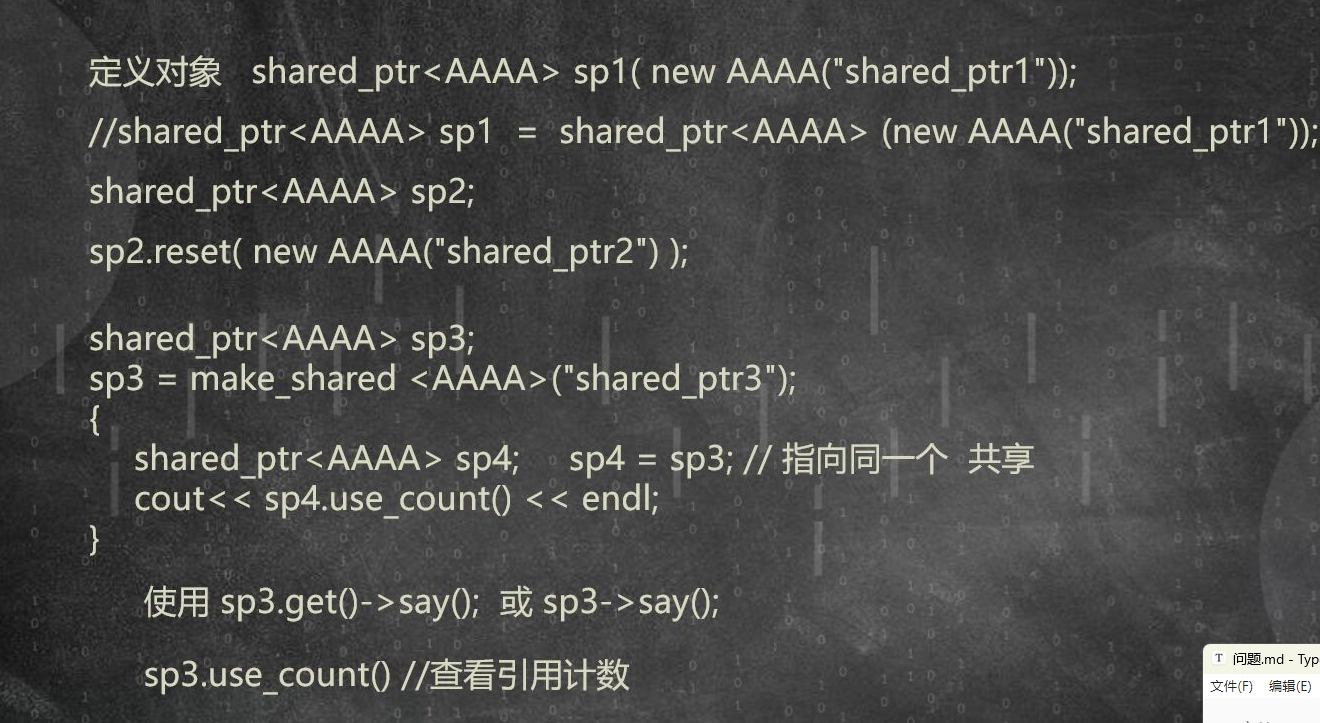 定义对象 shared_ptr<AAAA> sp1( new AAAA("shared_ptr1"));
//shared_ptr<AAAA> sp1 = shared_ptr<AAAA> (new AAAA("shared_ptr1"));
shared_ptr<AAAA> sp2;
sp2.reset( new AAAA("shared_ptr2") );
shared_ptr<AAAA> sp3;
sp3 = make_shared <AAAA>("shared_ptr3");
{
shared_ptr<AAAA> sp4; sp4 = sp3; // 指向同一个 共享
cout<< sp4.use_count() << endl;
}
使用 sp3.get()->say(); 或 sp3->say();
sp3.use_count() //查看引用计数
问题.md - Typ
文件(F) 编辑(E)